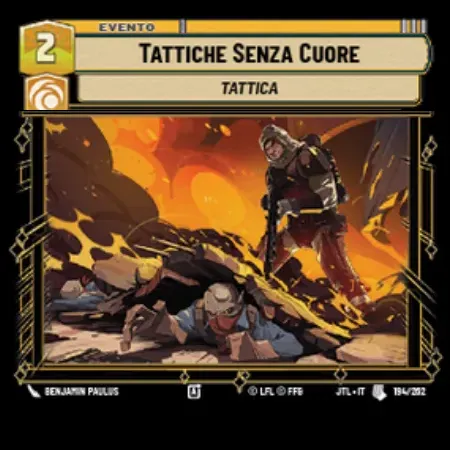 EVENTO
2
TATTICHE SENZA CUORE
TATTICA
BENJAMIN PAULUS
A
© LFL © FFG
JTL • IT
194/262